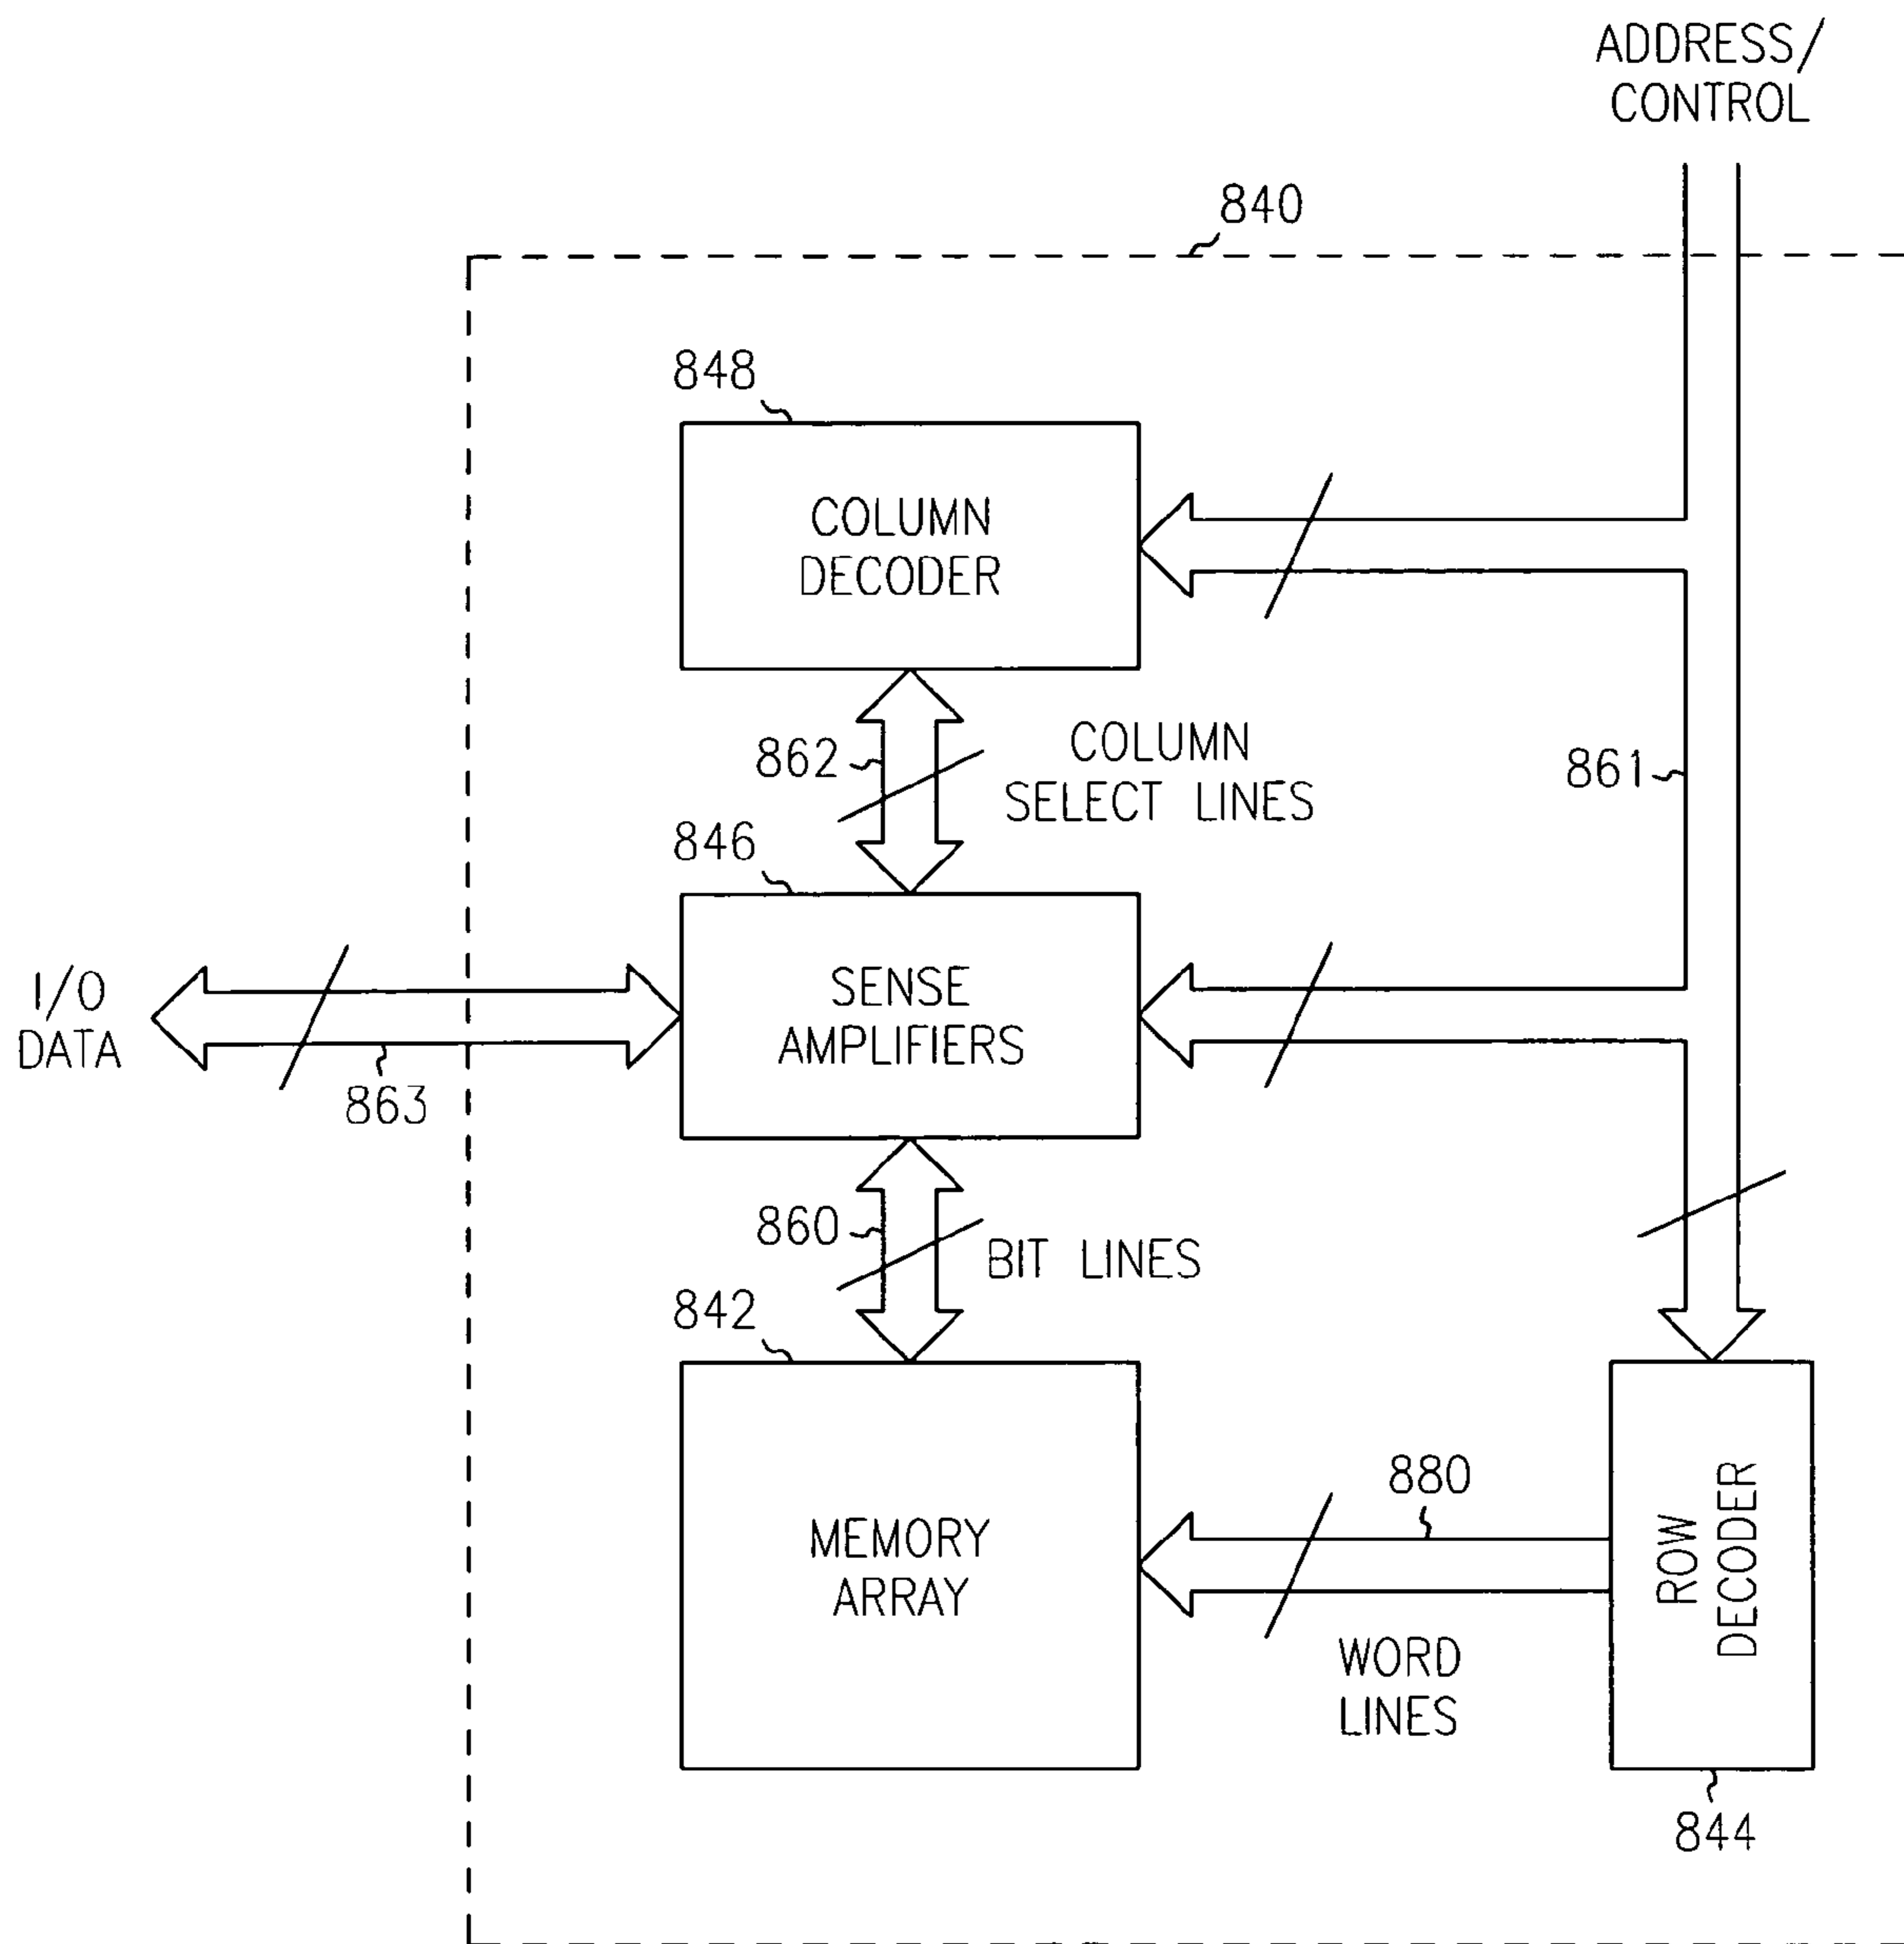 ADDRESS/
CONTROL
840
848
COLUMN
DECODER
862
COLUMN
SELECT LINES
861
846
SENSE
AMPLIFIERS
I/O
DATA
863
860
BIT LINES
842
MEMORY
ARRAY
880
WORD
LINES
ROW
DECODER
844